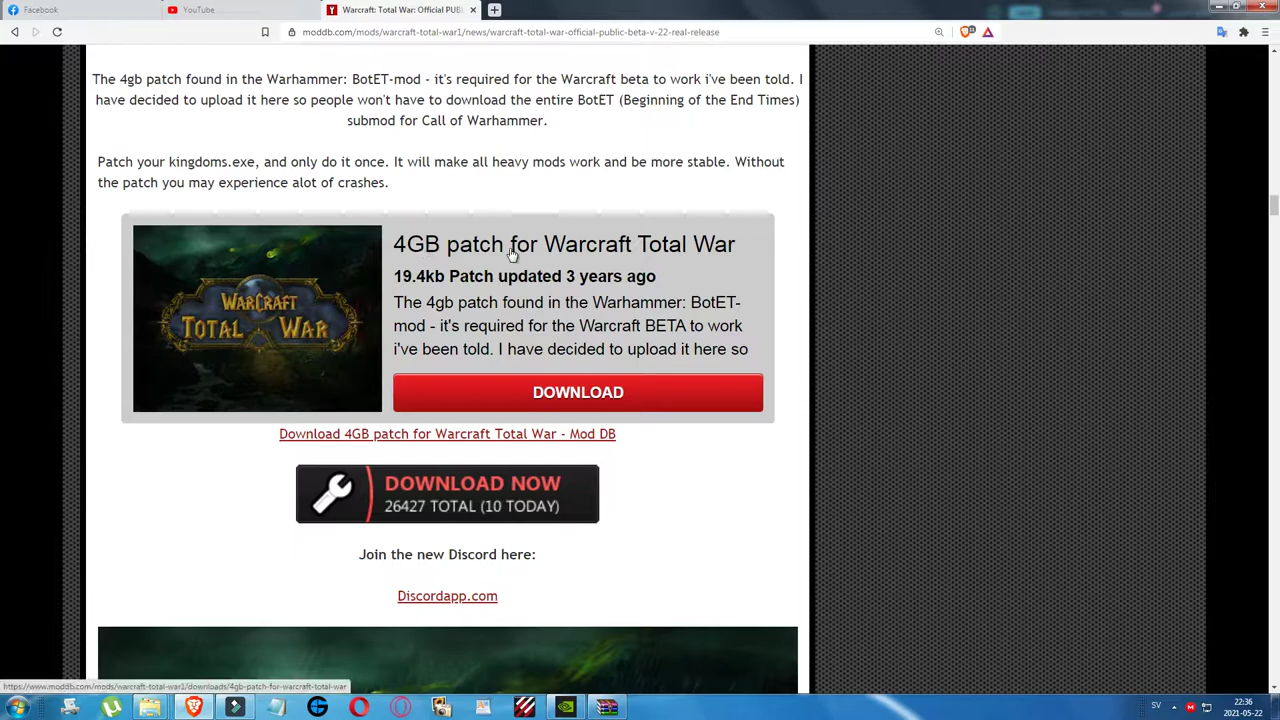 Facebook
YouTube
Warcraft: Total War: Official PUB
moddb.com/mods/warcraft-total-war1/news/warcraft-total-war-official-public-beta-v-22-real-release
The 4gb patch found in the Warhammer: BotET-mod - it's required for the Warcraft beta to work i've been told. I
have decided to upload it here so people won't have to download the entire BotET (Beginning of the End Times)
submod for Call of Warhammer.
Patch your kingdoms.exe, and only do it once. It will make all heavy mods work and be more stable. Without
the patch you may experience alot of crashes.
WARCRAFT
TOTAL WAR
4GB patch for Warcraft Total War
19.4kb Patch updated 3 years ago
The 4gb patch found in the Warhammer: BotET-
mod - it's required for the Warcraft BETA to work
i've been told. I have decided to upload it here so
DOWNLOAD
Download 4GB patch for Warcraft Total War - Mod DB
DOWNLOAD NOW
26427 TOTAL (10 TODAY)
Join the new Discord here:
Discordapp.com
https://www.moddb.com/mods/warcraft-total-war1/downloads/4gb-patch-for-warcraft-total-war
SV
22:36
2021-05-22